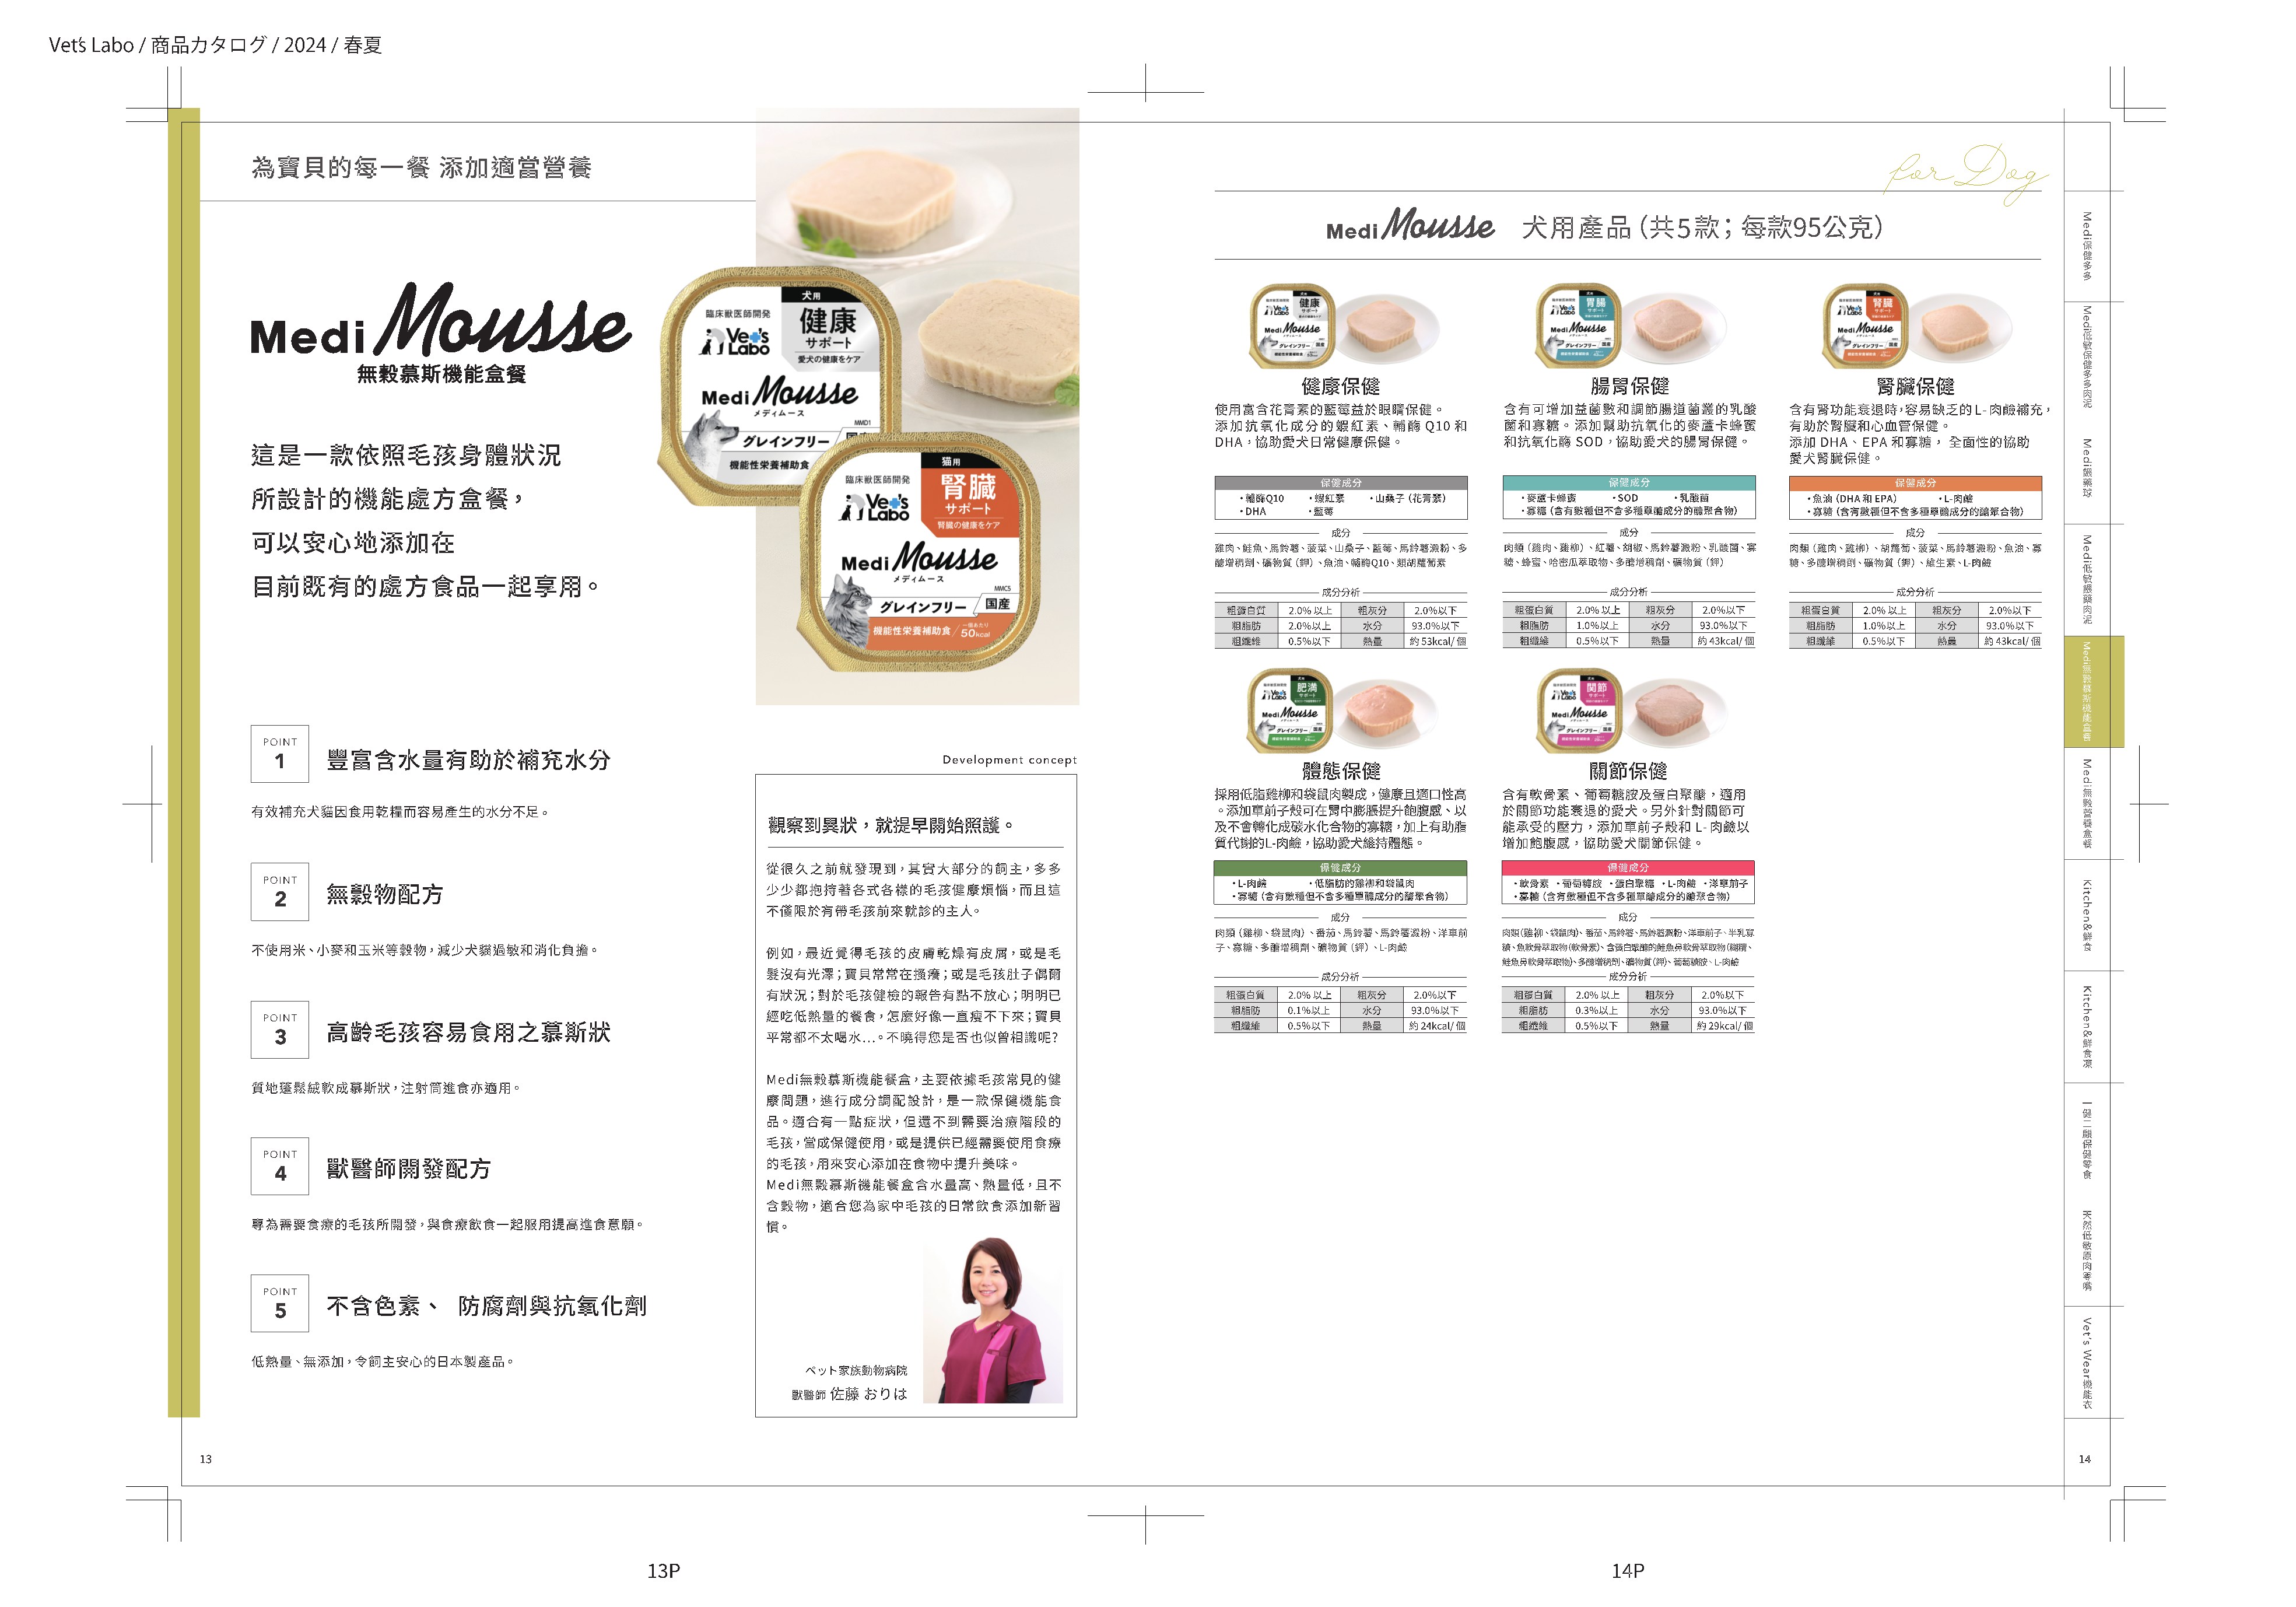 Vet's Labo / 商品カタログ / 2024 / 春夏
為寶貝的每一餐 添加適當營養
Medi Mousse
無穀慕斯機能盒餐
這是一款依照毛孩身體狀況
所設計的機能處方盒餐，
可以安心地添加在
目前既有的處方食品一起享用。
犬用
臨床獣医師開発
Vet's Labo
健康
サポート
愛犬の健康をケア
Medi Mousse
メディムース
MMD1
グレインフリー
機能性栄養補助食
猫用
臨床獣医師開発
Vet's Labo
腎臓
サポート
腎臓の健康をケア
Medi Mousse
メディムース
MMC5
グレインフリー
国産
機能性栄養補助食
一個あたり
50kcal
POINT
1
豐富含水量有助於補充水分
有效補充犬貓因食用乾糧而容易產生的水分不足。
POINT
2
無穀物配方
不使用米、小麥和玉米等穀物，減少犬貓過敏和消化負擔。
POINT
3
高齡毛孩容易食用之慕斯狀
質地蓬鬆絨軟成慕斯狀，注射筒進食亦適用。
POINT
4
獸醫師開發配方
專為需要食療的毛孩所開發，與食療飲食一起服用提高進食意願。
POINT
5
不含色素、 防腐劑與抗氧化劑
低熱量、無添加，令飼主安心的日本製產品。
Development concept
觀察到異狀，就提早開始照護。
從很久之前就發現到，其實大部分的飼主，多多
少少都抱持著各式各樣的毛孩健康煩惱，而且這
不僅限於有帶毛孩前來就診的主人。
例如，最近覺得毛孩的皮膚乾燥有皮屑，或是毛
髮沒有光澤；寶貝常常在搔癢；或是毛孩肚子偶爾
有狀況；對於毛孩健檢的報告有點不放心；明明已
經吃低熱量的餐食，怎麼好像一直瘦不下來；寶貝
平常都不太喝水…。不曉得您是否也似曾相識呢？
Medi無穀慕斯機能餐盒，主要依據毛孩常見的健
康問題，進行成分調配設計，是一款保健機能食
品。適合有一點症狀，但還不到需要治療階段的
毛孩，當成保健使用，或是提供已經需要使用食療
的毛孩，用來安心添加在食物中提升美味。
Medi無穀慕斯機能餐盒含水量高、熱量低，且不
含穀物，適合您為家中毛孩的日常飲食添加新習
慣。
ペット家族動物病院
獸醫師 佐藤 おりは
13
13P
for Dog
Medi Mousse 犬用產品（共5款；每款95公克）
健康保健
使用富含花青素的藍莓益於眼睛保健。
添加抗氧化成分的蝦紅素、輔酶 Q10 和
DHA，協助愛犬日常健康保健。
保健成分
・輔酶Q10 ・蝦紅素 ・山桑子（花青素）
・DHA ・藍莓
成分
雞肉、鮭魚、馬鈴薯、菠菜、山桑子、藍莓、馬鈴薯澱粉、多
醣增稠劑、礦物質（鉀）、魚油、輔酶Q10、類胡蘿蔔素
成分分析
粗蛋白質 2.0% 以上 粗灰分 2.0%以下
粗脂肪 2.0%以上 水分 93.0%以下
粗纖維 0.5%以下 熱量 約 53kcal/ 個
腸胃保健
含有可增加益菌數和調節腸道菌叢的乳酸
菌和寡糖。添加幫助抗氧化的麥蘆卡蜂蜜
和抗氧化酶 SOD，協助愛犬的腸胃保健。
保健成分
・麥蘆卡蜂蜜 ・SOD ・乳酸菌
・寡糖（含有數種但不含多種單醣成分的醣聚合物）
成分
肉類（雞肉、雞柳）、紅薯、胡椒、馬鈴薯澱粉、乳酸菌、寡
糖、蜂蜜、哈密瓜萃取物、多醣增稠劑、礦物質（鉀）
成分分析
粗蛋白質 2.0% 以上 粗灰分 2.0%以下
粗脂肪 1.0%以上 水分 93.0%以下
粗纖維 0.5%以下 熱量 約 43kcal/ 個
腎臟保健
含有腎功能衰退時，容易缺乏的 L- 肉鹼補充，
有助於腎臟和心血管保健。
添加 DHA、EPA 和寡糖， 全面性的協助
愛犬腎臟保健。
保健成分
・魚油（DHA 和 EPA） ・L-肉鹼
・寡糖（含有數種但不含多種單醣成分的醣聚合物）
成分
肉類（雞肉、雞柳）、胡蘿蔔、菠菜、馬鈴薯澱粉、魚油、寡
糖、多醣增稠劑、礦物質（鉀）、維生素、L-肉鹼
成分分析
粗蛋白質 2.0% 以上 粗灰分 2.0%以下
粗脂肪 1.0%以上 水分 93.0%以下
粗纖維 0.5%以下 熱量 約 43kcal/ 個
體態保健
採用低脂雞柳和袋鼠肉製成，健康且適口性高
。添加車前子殼可在胃中膨脹提升飽腹感、以
及不會轉化成碳水化合物的寡糖，加上有助脂
質代謝的L-肉鹼，協助愛犬維持體態。
保健成分
・L-肉鹼 ・低脂肪的雞柳和袋鼠肉
・寡糖（含有數種但不含多種單醣成分的醣聚合物）
成分
肉類（雞柳、袋鼠肉）、番茄、馬鈴薯、馬鈴薯澱粉、洋車前
子、寡糖、多醣增稠劑、礦物質（鉀）、L-肉鹼
成分分析
粗蛋白質 2.0% 以上 粗灰分 2.0%以下
粗脂肪 0.1%以上 水分 93.0%以下
粗纖維 0.5%以下 熱量 約 24kcal/ 個
關節保健
含有軟骨素、葡萄糖胺及蛋白聚醣，適用
於關節功能衰退的愛犬。另外針對關節可
能承受的壓力，添加車前子殼和 L- 肉鹼以
增加飽腹感，協助愛犬關節保健。
保健成分
・軟骨素 ・葡萄糖胺 ・蛋白聚醣 ・L-肉鹼 ・洋車前子
・寡糖（含有數種但不含多種單醣成分的醣聚合物）
成分
肉類（雞柳、袋鼠肉）、番茄、馬鈴薯、馬鈴薯澱粉、洋車前子、半乳寡
糖、魚軟骨萃取物（軟骨素）、含蛋白聚醣的鮭魚鼻軟骨萃取物（糊精、
鮭魚鼻軟骨萃取物）、多醣增稠劑、礦物質（鉀）、葡萄糖胺、L-肉鹼
成分分析
粗蛋白質 2.0% 以上 粗灰分 2.0%以下
粗脂肪 0.3%以上 水分 93.0%以下
粗纖維 0.5%以下 熱量 約 29kcal/ 個
Medi保健多多
Medi低敏保健多多肉泥
Medi餵藥球
Medi低敏餵藥肉泥
Medi無穀慕斯機能盒餐
Kitchen&鮮食
Kitchen&鮮食凍
一健二顧保健零食
天然低敏原肉零嘴
Vet's Wear機能衣
14
14P